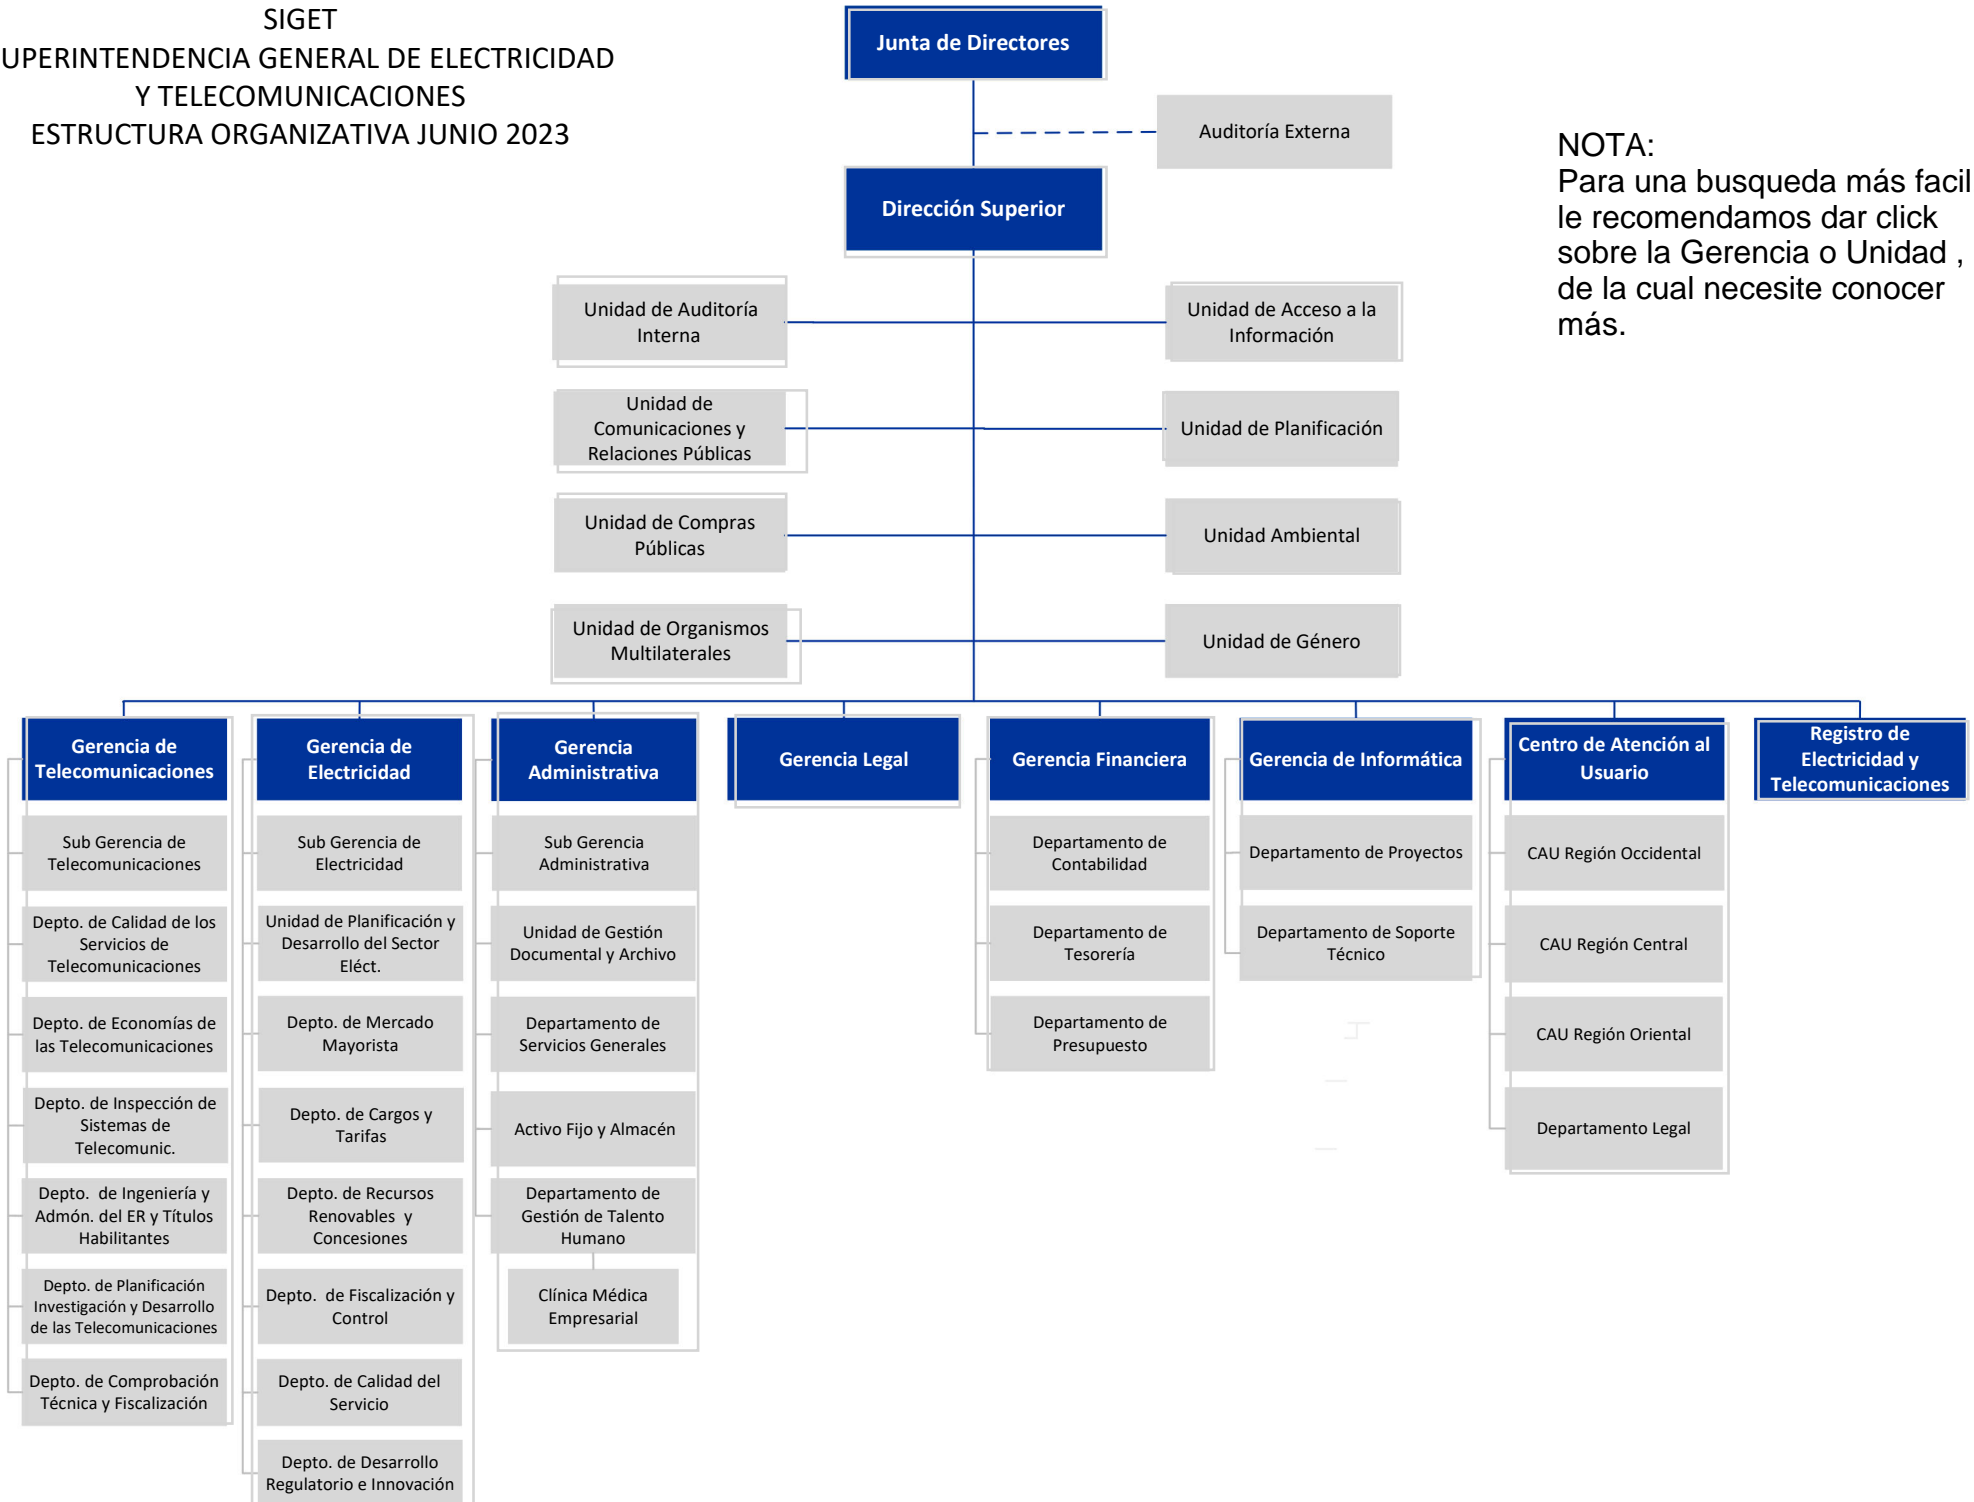 SIGET
UPERINTENDENCIA GENERAL DE ELECTRICIDAD
Y TELECOMUNICACIONES
ESTRUCTURA ORGANIZATIVA JUNIO 2023
Junta de Directores
Auditoría Externa
Dirección Superior
NOTA:
Para una busqueda más facil
le recomendamos dar click
sobre la Gerencia o Unidad ,
de la cual necesite conocer
más.
Unidad de Auditoría
Interna
Unidad de Acceso a la
Información
Unidad de
Comunicaciones y
Relaciones Públicas
Unidad de Planificación
Unidad de Compras
Públicas
Unidad Ambiental
Unidad de Organismos
Multilaterales
Unidad de Género
Gerencia de
Telecomunicaciones
Sub Gerencia de
Telecomunicaciones
Depto. de Calidad de los
Servicios de
Telecomunicaciones
Depto. de Economías de
las Telecomunicaciones
Depto. de Inspección de
Sistemas de
Telecomunic.
Depto. de Ingeniería y
Admón. del ER y Títulos
Habilitantes
Depto. de Planificación
Investigación y Desarrollo
de las Telecomunicaciones
Depto. de Comprobación
Técnica y Fiscalización
Gerencia de
Electricidad
Sub Gerencia de
Electricidad
Unidad de Planificación y
Desarrollo del Sector
Eléct.
Depto. de Mercado
Mayorista
Depto. de Cargos y
Tarifas
Depto. de Recursos
Renovables y
Concesiones
Depto. de Fiscalización y
Control
Depto. de Calidad del
Servicio
Depto. de Desarrollo
Regulatorio e Innovación
Gerencia
Administrativa
Sub Gerencia
Administrativa
Unidad de Gestión
Documental y Archivo
Departamento de
Servicios Generales
Activo Fijo y Almacén
Departamento de
Gestión de Talento
Humano
Clínica Médica
Empresarial
Gerencia Legal
Gerencia Financiera
Departamento de
Contabilidad
Departamento de
Tesorería
Departamento de
Presupuesto
Gerencia de Informática
Departamento de Proyectos
Departamento de Soporte
Técnico
Centro de Atención al
Usuario
CAU Región Occidental
CAU Región Central
CAU Región Oriental
Departamento Legal
Registro de
Electricidad y
Telecomunicaciones